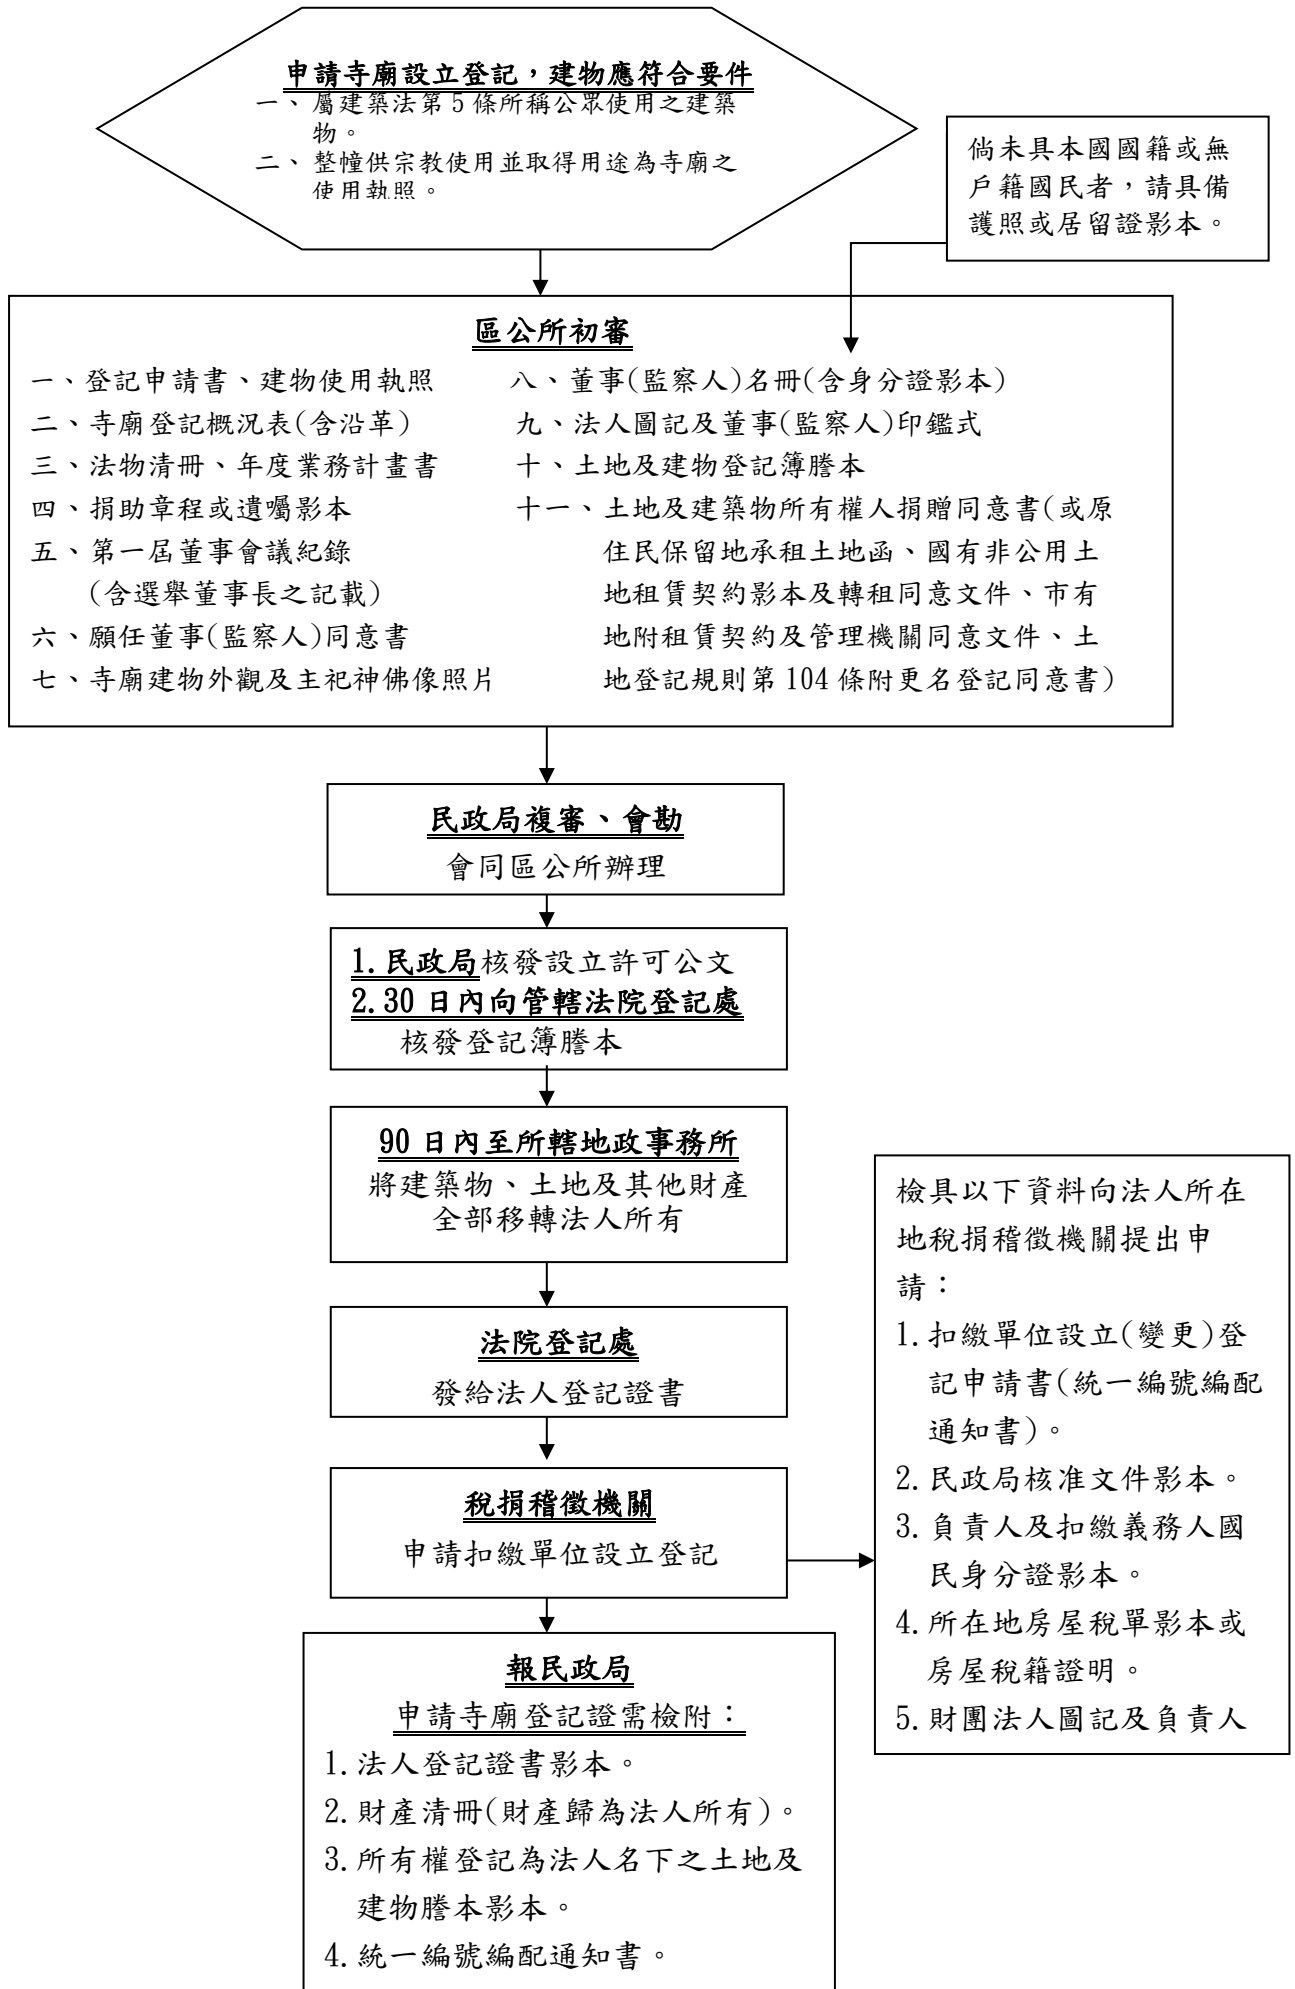 申請寺廟設立登記，建物應符合要件
一、屬建築法第5條所稱公眾使用之建築
物。
二、整幢供宗教使用並取得用途為寺廟之
使用執照。
倘未具本國國籍或無
戶籍國民者，請具備
護照或居留證影本。
區公所初審
一、登記申請書、建物使用執照
二、寺廟登記概況表(含沿革)
三、法物清冊、年度業務計畫書
四、捐助章程或遺囑影本
五、第一屆董事會議紀錄
(含選舉董事長之記載)
六、願任董事(監察人)同意書
七、寺廟建物外觀及主祀神佛像照片
八、董事(監察人)名冊(含身分證影本)
九、法人圖記及董事(監察人)印鑑式
十、土地及建物登記簿謄本
十一、土地及建築物所有權人捐贈同意書(或原
住民保留地承租土地函、國有非公用土
地租賃契約影本及轉租同意文件、市有
地附租賃契約及管理機關同意文件、土
地登記規則第104條附更名登記同意書)
民政局複審、會勘
會同區公所辦理
1.民政局核發設立許可公文
2.30日內向管轄法院登記處
核發登記簿謄本
90日內至所轄地政事務所
將建築物、土地及其他財產
全部移轉法人所有
法院登記處
發給法人登記證書
稅捐稽徵機關
申請扣繳單位設立登記
檢具以下資料向法人所在
地稅捐稽徵機關提出申
請：
1.扣繳單位設立(變更)登
記申請書(統一編號編配
通知書)。
2.民政局核准文件影本。
3.負責人及扣繳義務人國
民身分證影本。
4.所在地房屋稅單影本或
房屋稅籍證明。
5.財團法人圖記及負責人
報民政局
申請寺廟登記證需檢附：
1.法人登記證書影本。
2.財產清冊(財產歸為法人所有)。
3.所有權登記為法人名下之土地及
建物謄本影本。
4.統一編號編配通知書。